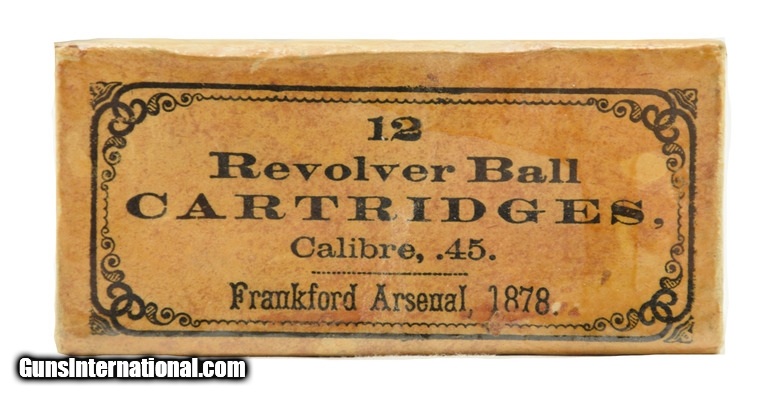 12
Revolver Ball
CARTRIDGES,
Calibre, .45.
Frankford Arsenal, 1878.
GunsInternational.com